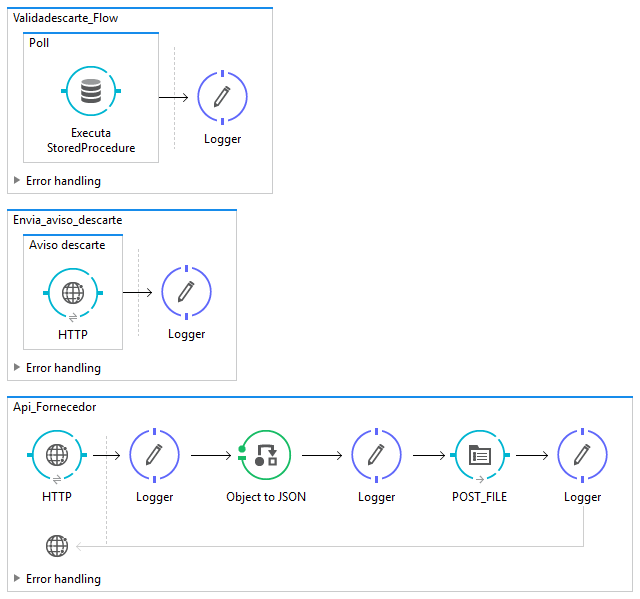 Validadescarte_Flow
Poll
Executa
StoredProcedure
Logger
Error handling
Envia_aviso_descarte
Aviso descarte
HTTP
Logger
Error handling
Api_Fornecedor
HTTP
Logger
Object to JSON
Logger
POST_FILE
Logger
Error handling